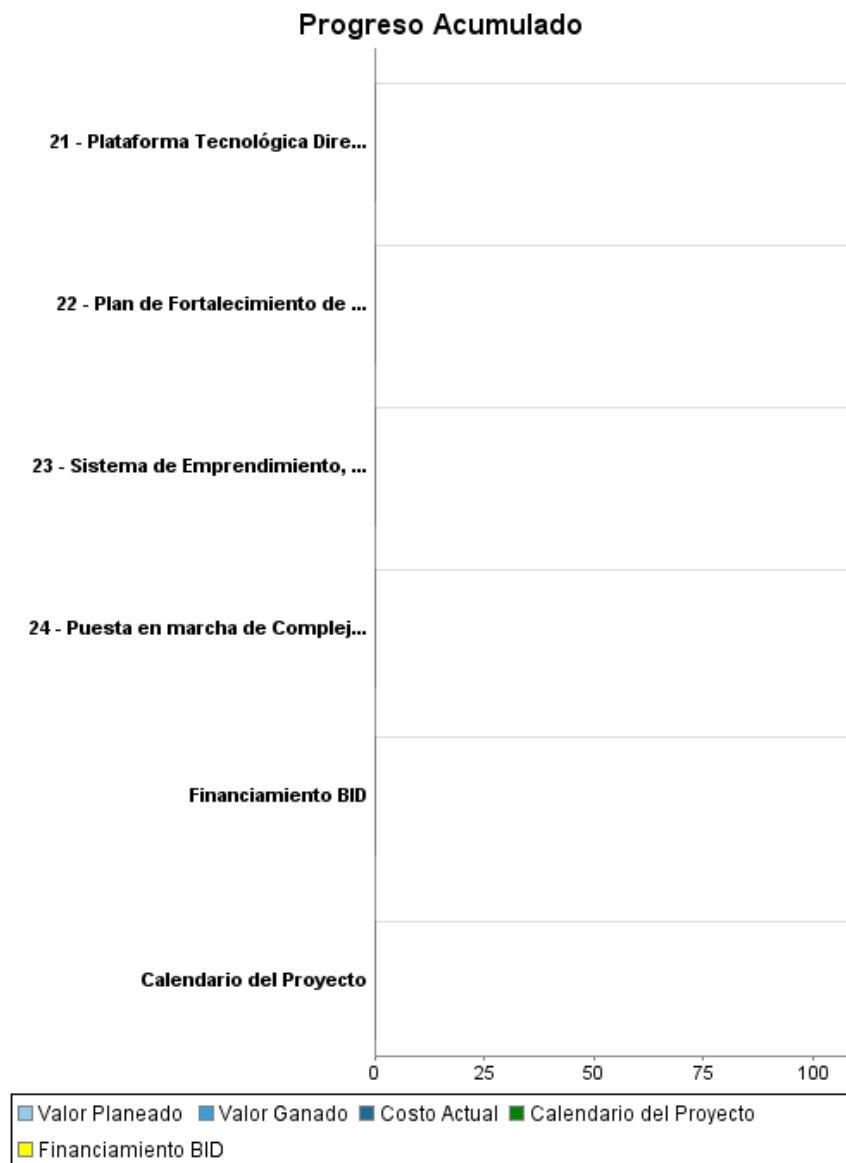 Progreso Acumulado
21 - Plataforma Tecnológica Dire...
22 - Plan de Fortalecimiento de ...
23 - Sistema de Emprendimiento, ...
24 - Puesta en marcha de Complej...
Financiamiento BID
Calendario del Proyecto
0 25 50 75 100
Valor Planeado Valor Ganado Costo Actual Calendario del Proyecto
Financiamiento BID